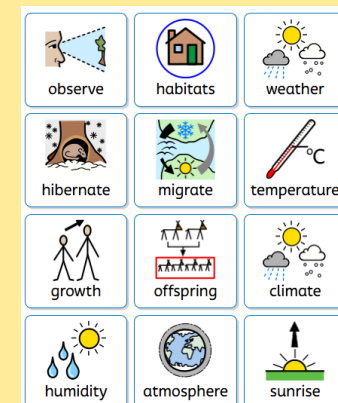 observe habitats weather
hibernate migrate °C temperature
growth offspring climate
humidity atmosphere sunrise